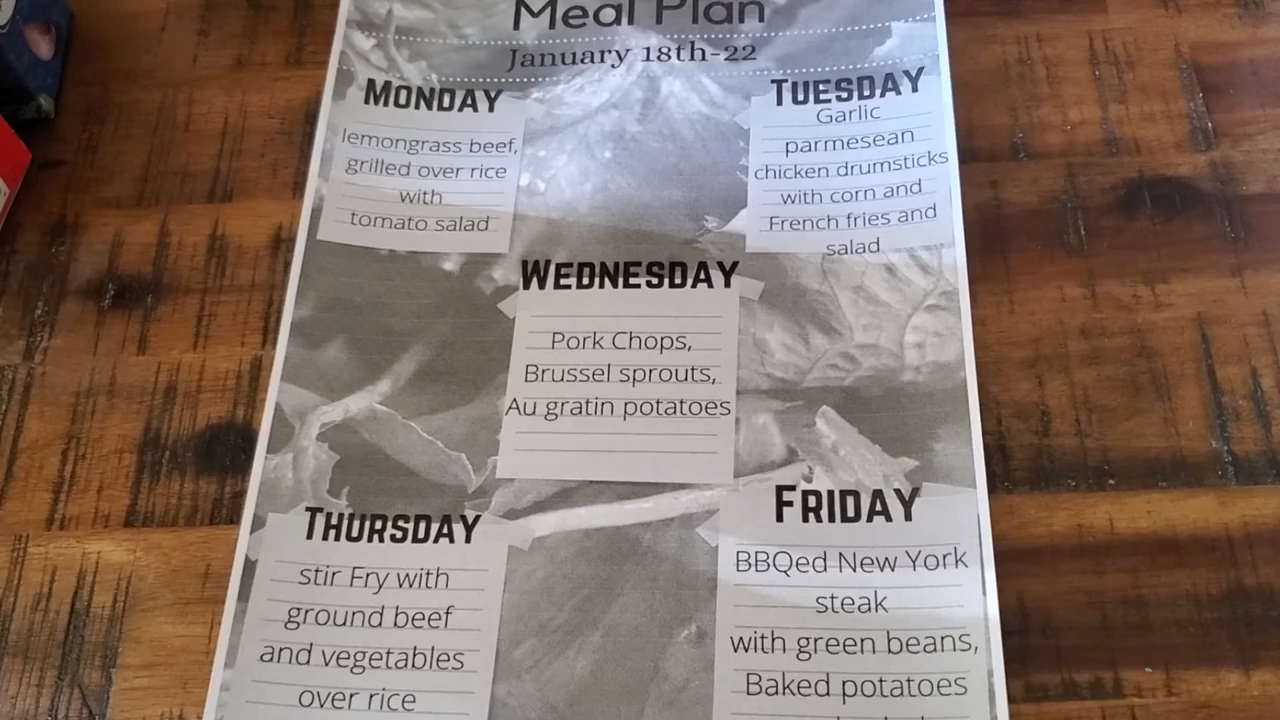 Meal Plan
January 18th-22
MONDAY
lemongrass beef,
grilled over rice
with
tomato salad
TUESDAY
Garlic
parmesean
chicken drumsticks
with corn and
French fries and
salad
WEDNESDAY
Pork Chops,
Brussel sprouts,
Au gratin potatoes
THURSDAY
stir Fry with
ground beef
and vegetables
over rice
FRIDAY
BBQed New York
steak
with green beans,
Baked potatoes